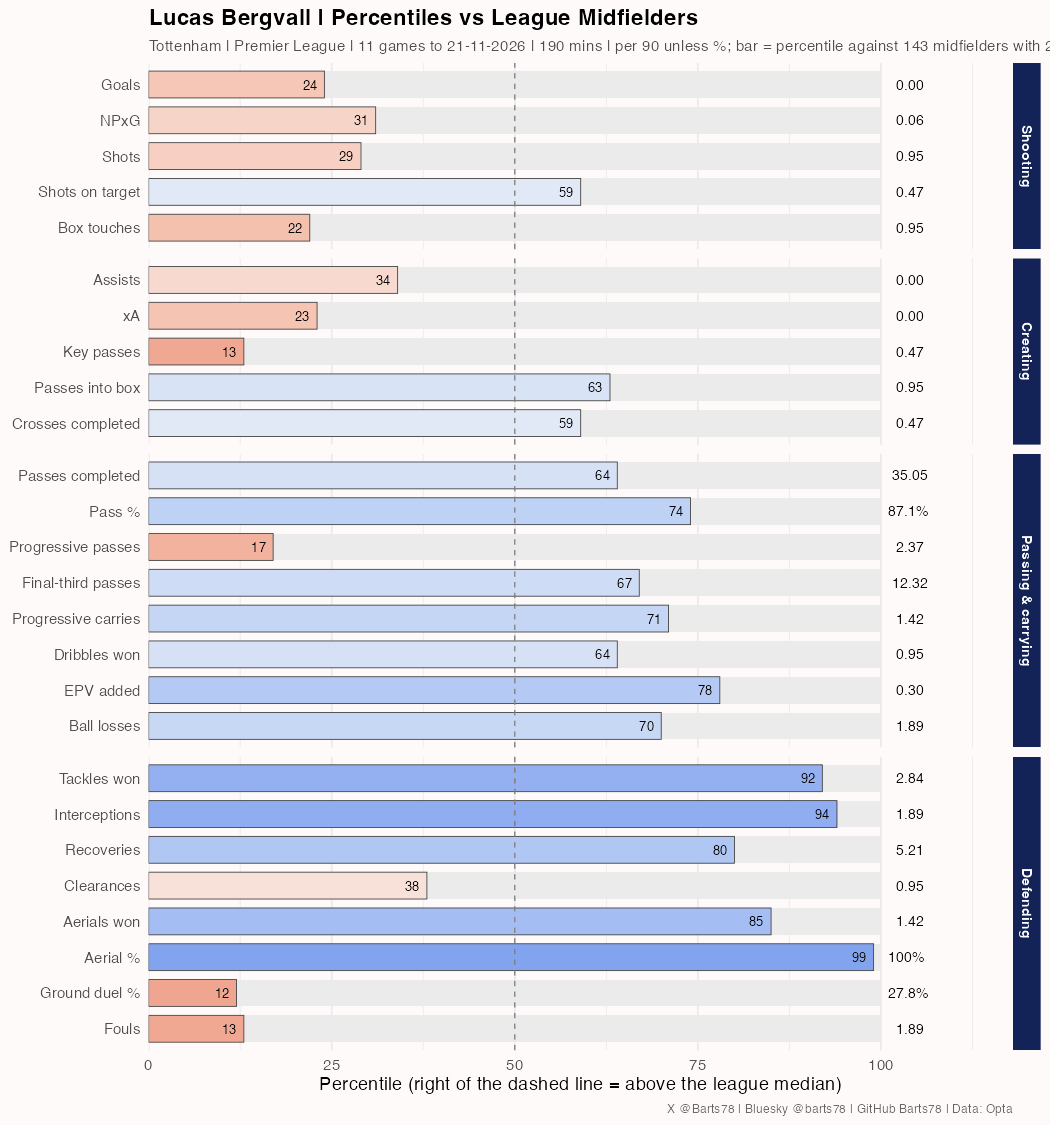 Lucas Bergvall | Percentiles vs League Midfielders
Tottenham | Premier League | 11 games to 21-11-2026 | 190 mins | per 90 unless %; bar = percentile against 143 midfielders with 2
Goals 24 0.00
NPxG 31 0.06
Shots 29 0.95
Shots on target 59 0.47
Box touches 22 0.95
Shooting
Assists 34 0.00
xA 23 0.00
Key passes 13 0.47
Passes into box 63 0.95
Crosses completed 59 0.47
Creating
Passes completed 64 35.05
Pass % 74 87.1%
Progressive passes 17 2.37
Final-third passes 67 12.32
Progressive carries 71 1.42
Dribbles won 64 0.95
EPV added 78 0.30
Ball losses 70 1.89
Passing & carrying
Tackles won 92 2.84
Interceptions 94 1.89
Recoveries 80 5.21
Clearances 38 0.95
Aerials won 85 1.42
Aerial % 99 100%
Ground duel % 12 27.8%
Fouls 13 1.89
Defending
0 25 50 75 100
Percentile (right of the dashed line = above the league median)
X @Barts78 | Bluesky @barts78 | GitHub Barts78 | Data: Opta